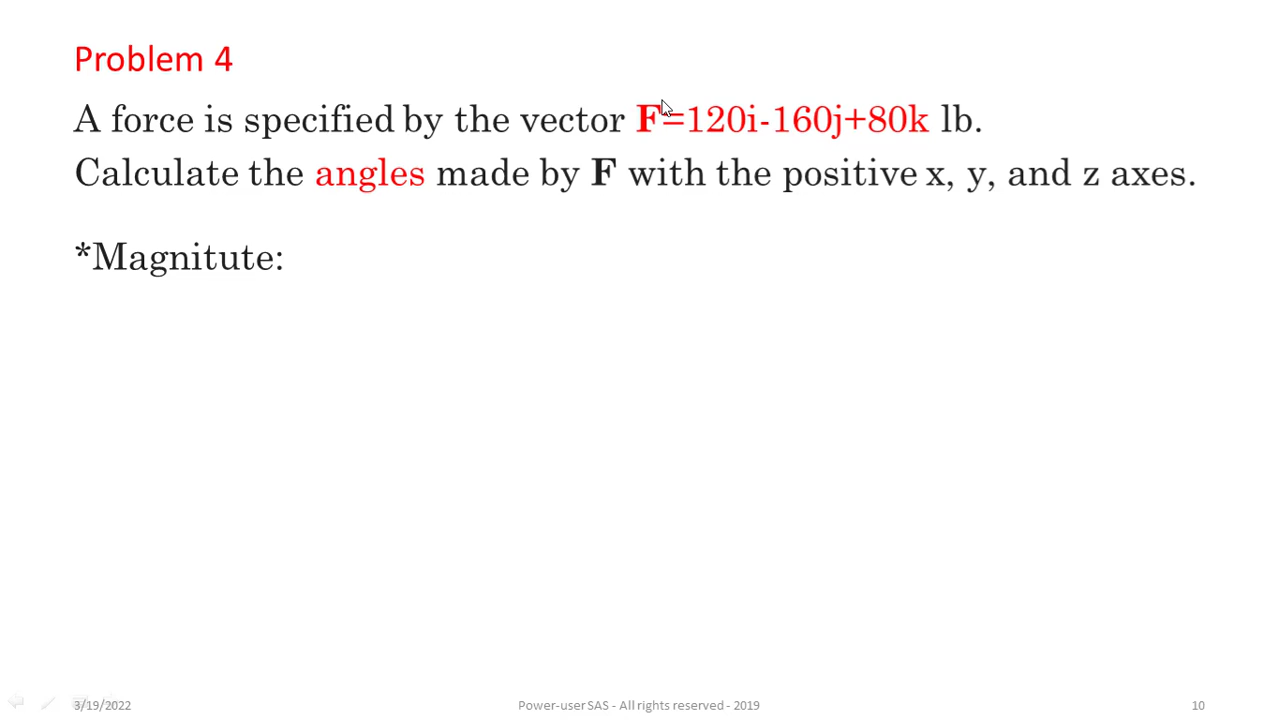 Problem 4
A force is specified by the vector F=120i-160j+80k lb.
Calculate the angles made by F with the positive x, y, and z axes.
*Magnitute:
3/19/2022
Power-user SAS - All rights reserved - 2019
10